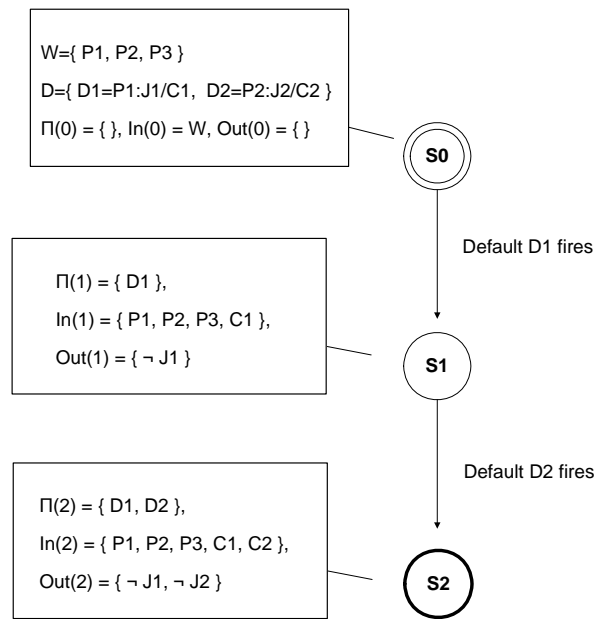 W={ P1, P2, P3 }
D={ D1=P1:J1/C1,  D2=P2:J2/C2 }
Π(0) = { }, In(0) = W, Out(0) = { }
S0
Default D1 fires
Π(1) = { D1 },
In(1) = { P1, P2, P3, C1 },
Out(1) = { ¬ J1 }
S1
Default D2 fires
Π(2) = { D1, D2 },
In(2) = { P1, P2, P3, C1, C2 },
Out(2) = { ¬ J1, ¬ J2 }
S2